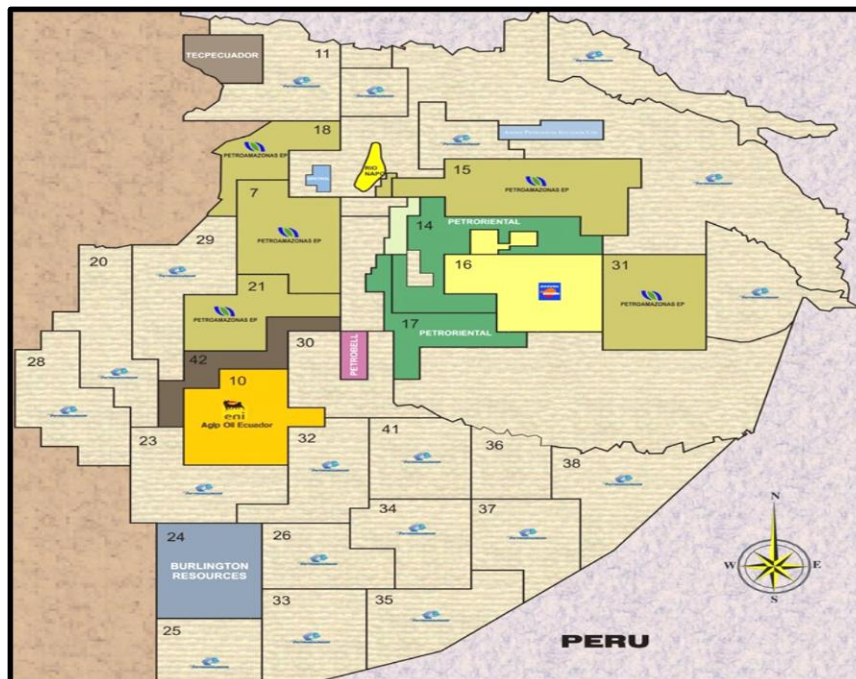 TECPECUADOR
11
18
PETROAMAZONAS EP
RIO
NAPO
15
PETROAMAZONAS EP
7
PETROAMAZONAS EP
14
PETRORIENTAL
29
20
16
31
PETROAMAZONAS EP
21
PETROAMAZONAS EP
17
PETRORIENTAL
28
42
30
PETROBELL
10
eni
Agip Oil Ecuador
23
32
41
36
38
34
37
24
BURLINGTON
RESOURCES
26
33
35
25
N
W
E
S
PERU